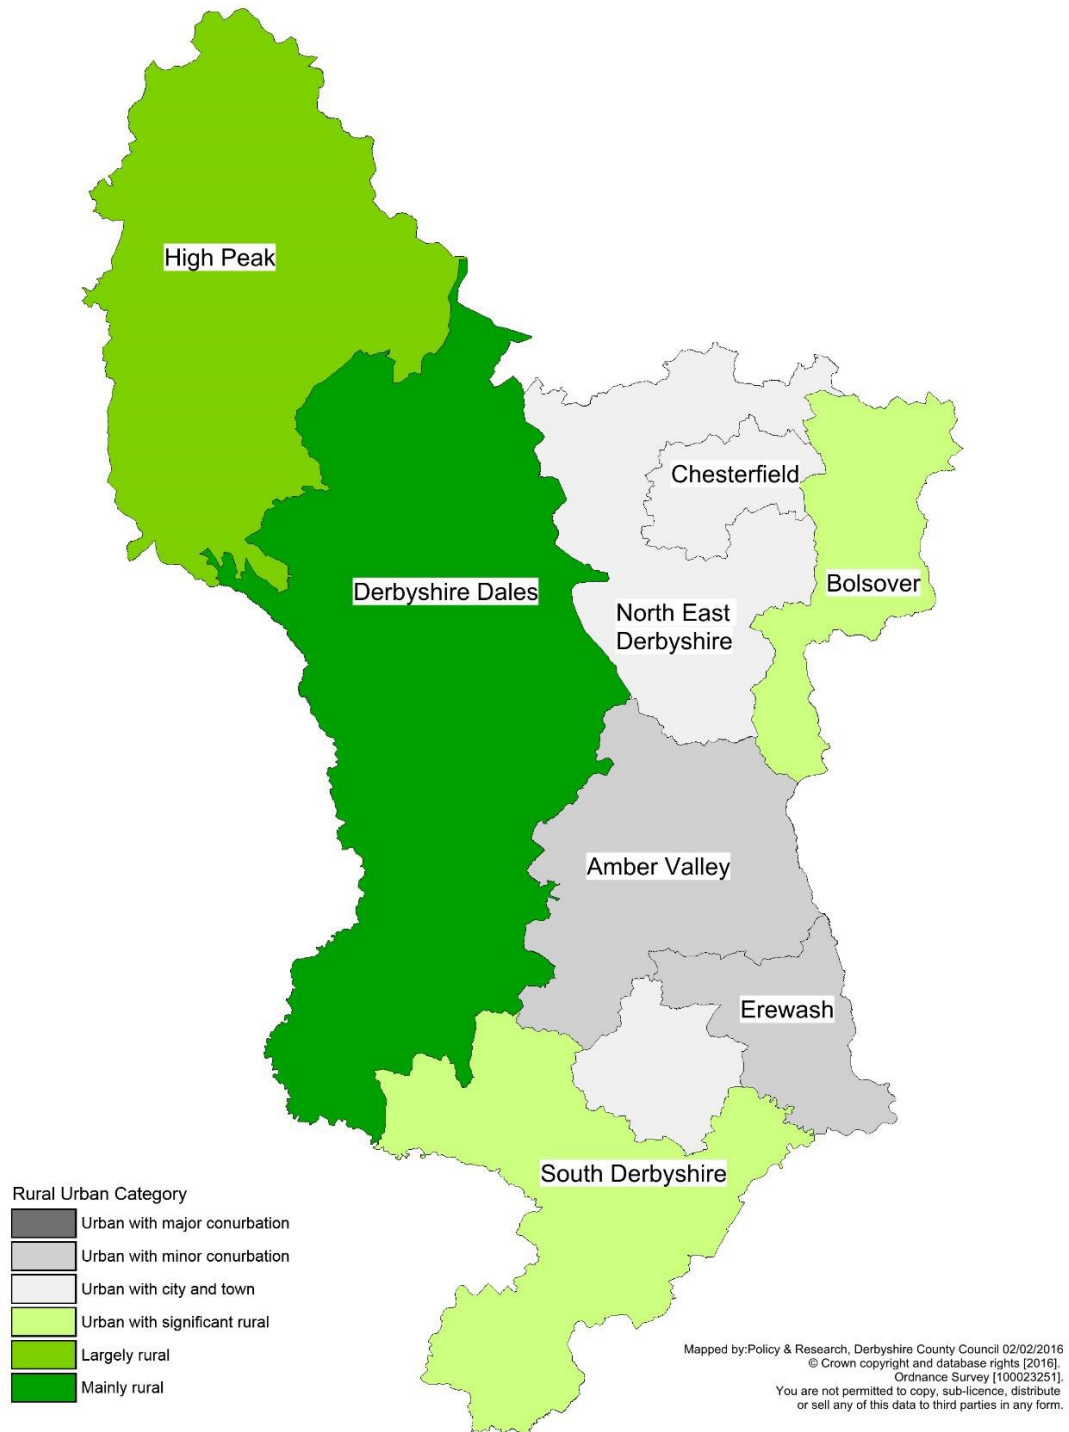 High Peak
Chesterfield
Bolsover
Derbyshire Dales
North East
Derbyshire
Amber Valley
Erewash
South Derbyshire
Rural Urban Category
Urban with major conurbation
Urban with minor conurbation
Urban with city and town
Urban with significant rural
Largely rural
Mainly rural
Mapped by:Policy & Research, Derbyshire County Council 02/02/2016
© Crown copyright and database rights [2016].
Ordnance Survey [100023251].
You are not permitted to copy, sub-licence, distribute
or sell any of this data to third parties in any form.